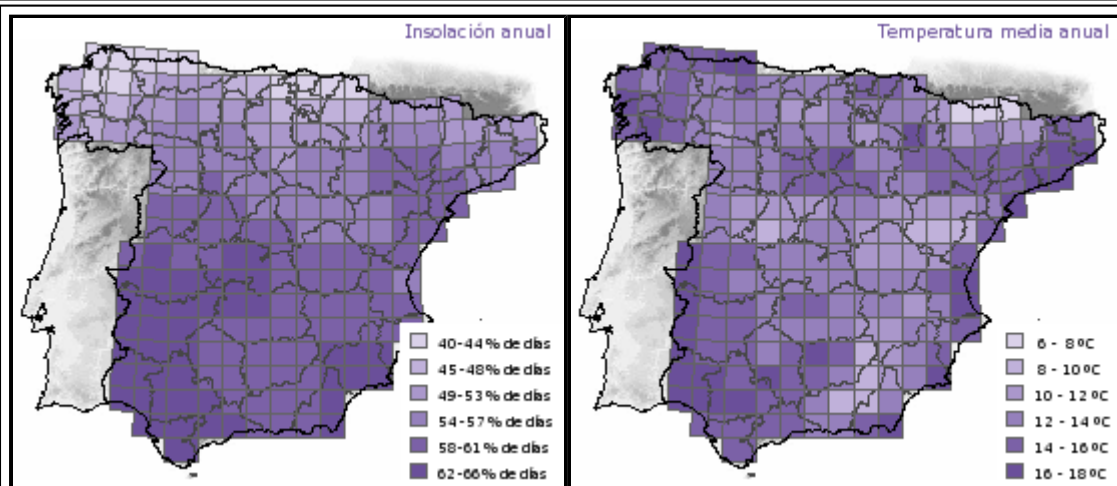 Insolación anual
40-44% de días
45-48% de días
49-53% de días
54-57% de días
58-61% de días
62-66% de días
Temperatura media anual
6 - 8ºC
8 - 10ºC
10 - 12ºC
12 - 14ºC
14 - 16ºC
16 - 18ºC